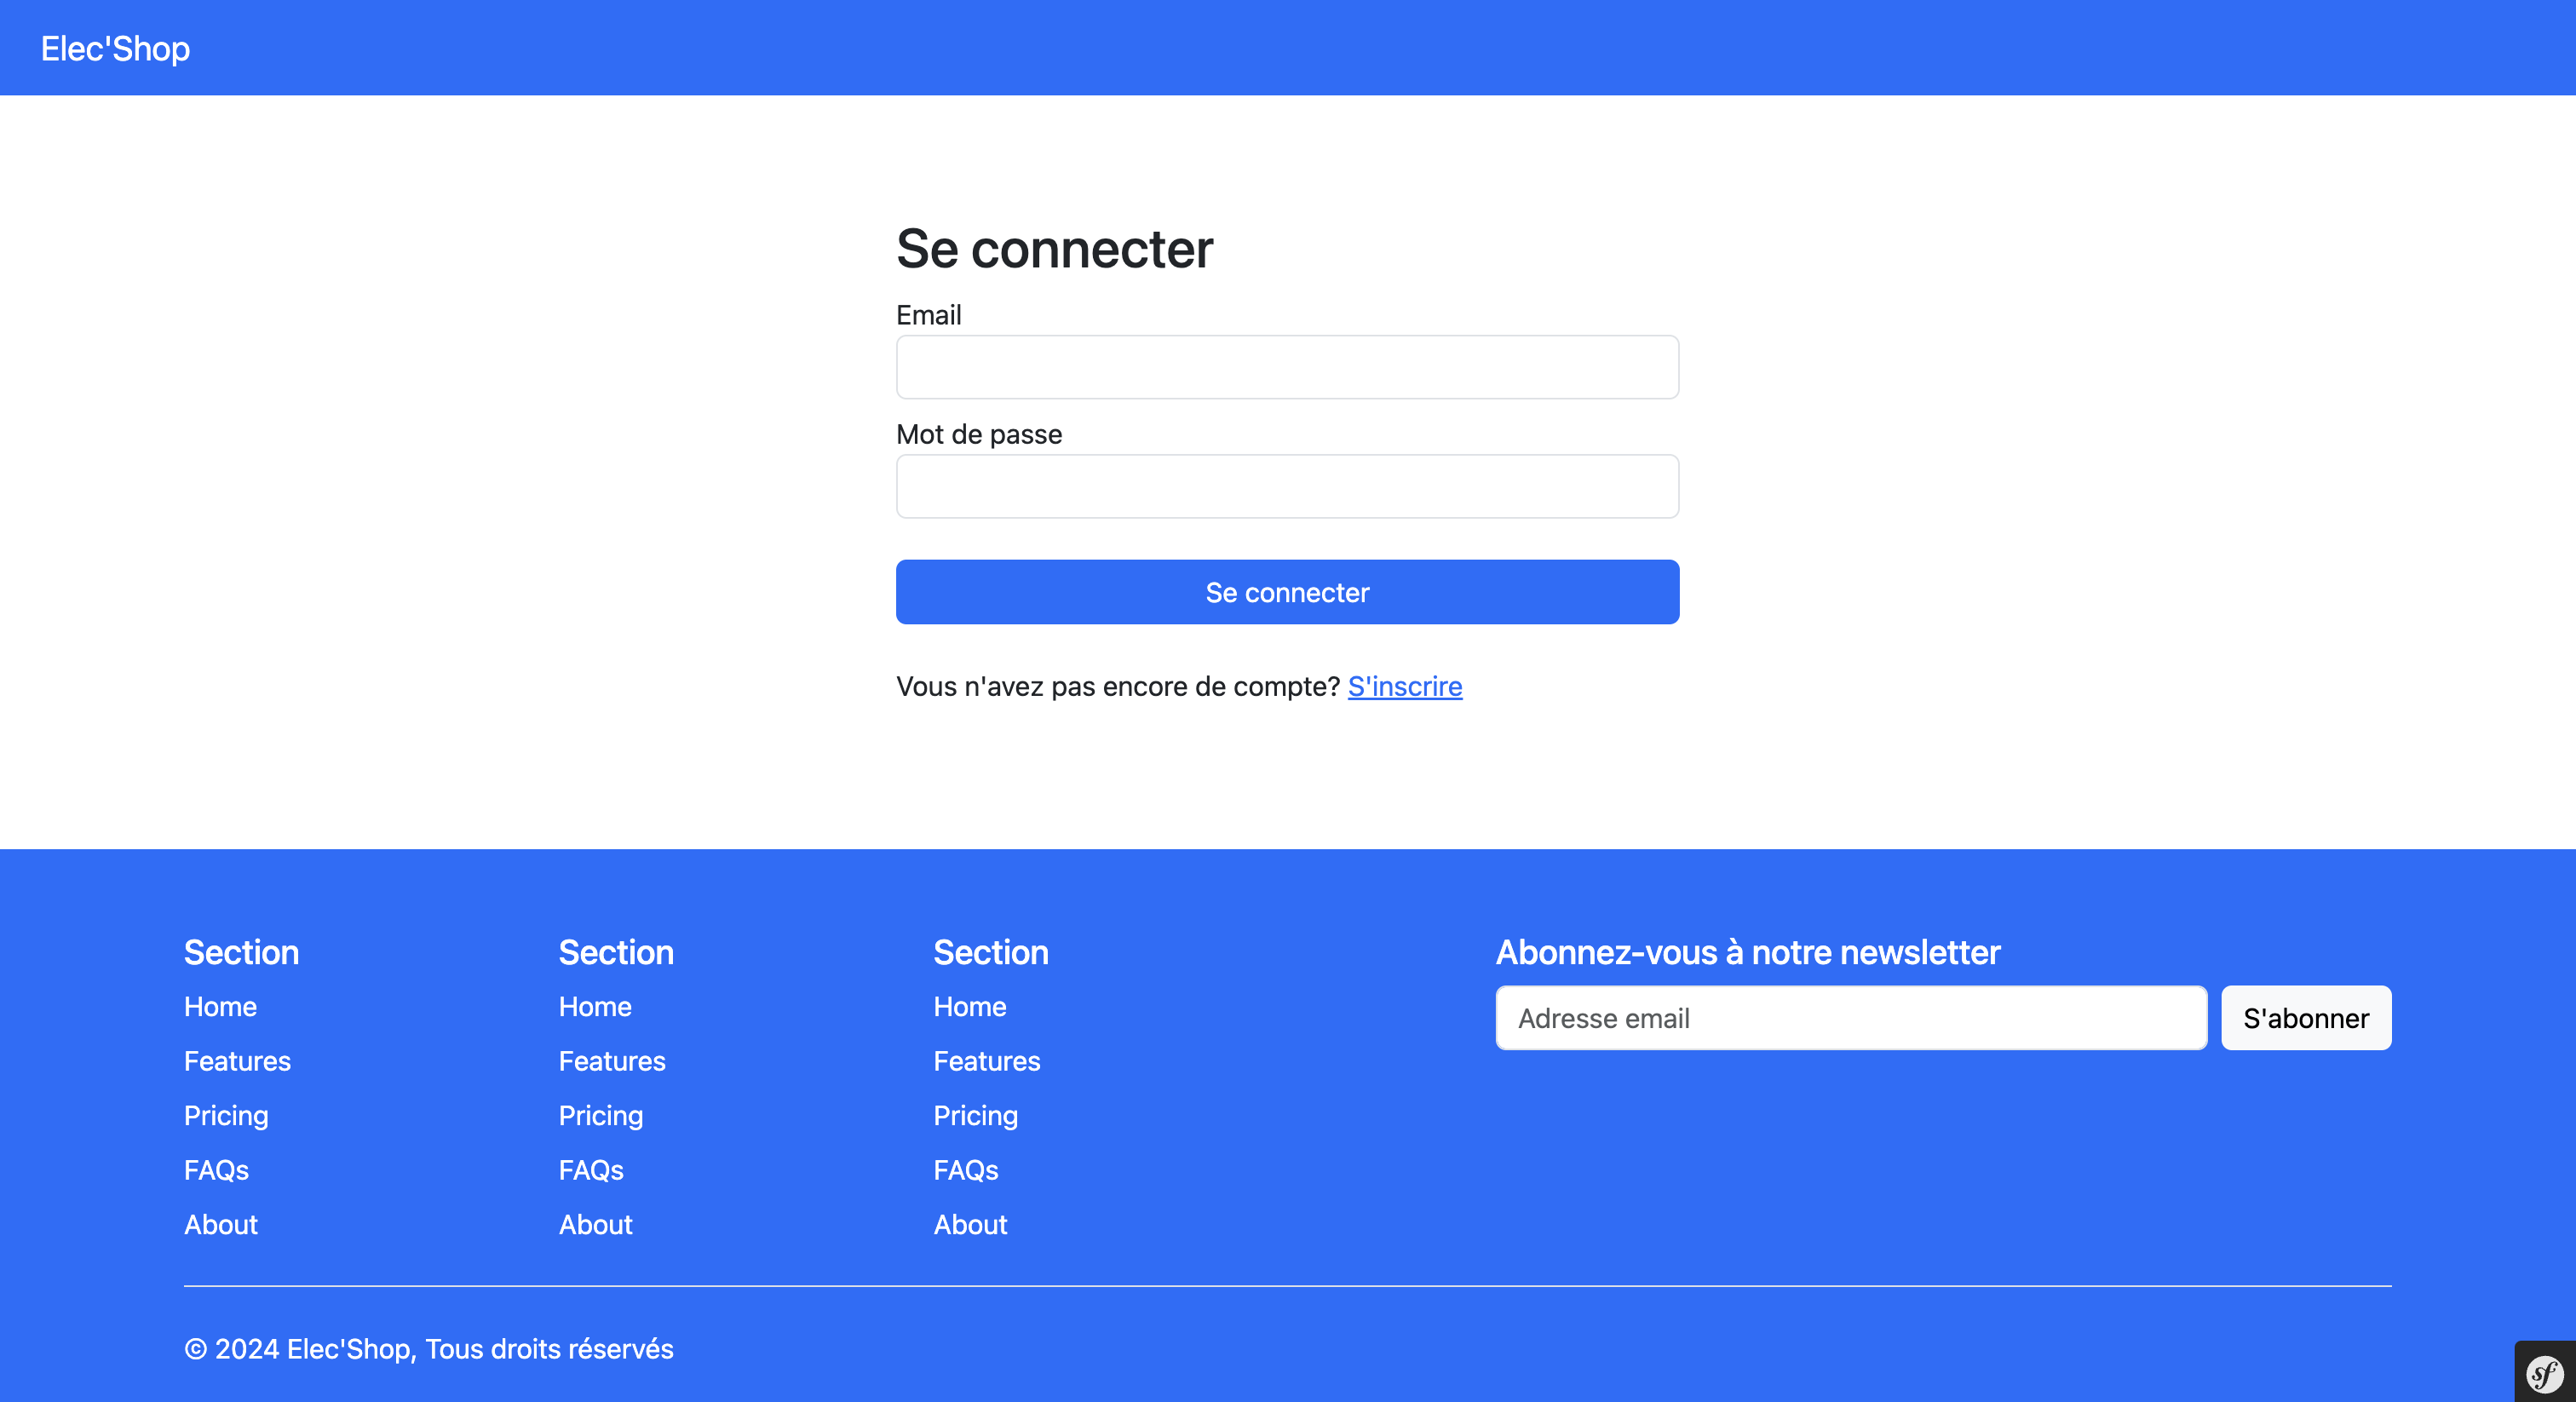 Elec'Shop
Se connecter
Email
Mot de passe
Se connecter
Vous n'avez pas encore de compte? S'inscrire
Section
Home
Features
Pricing
FAQs
About
Section
Home
Features
Pricing
FAQs
About
Section
Home
Features
Pricing
FAQs
About
Abonnez-vous à notre newsletter
Adresse email
S'abonner
© 2024 Elec'Shop, Tous droits réservés
sf